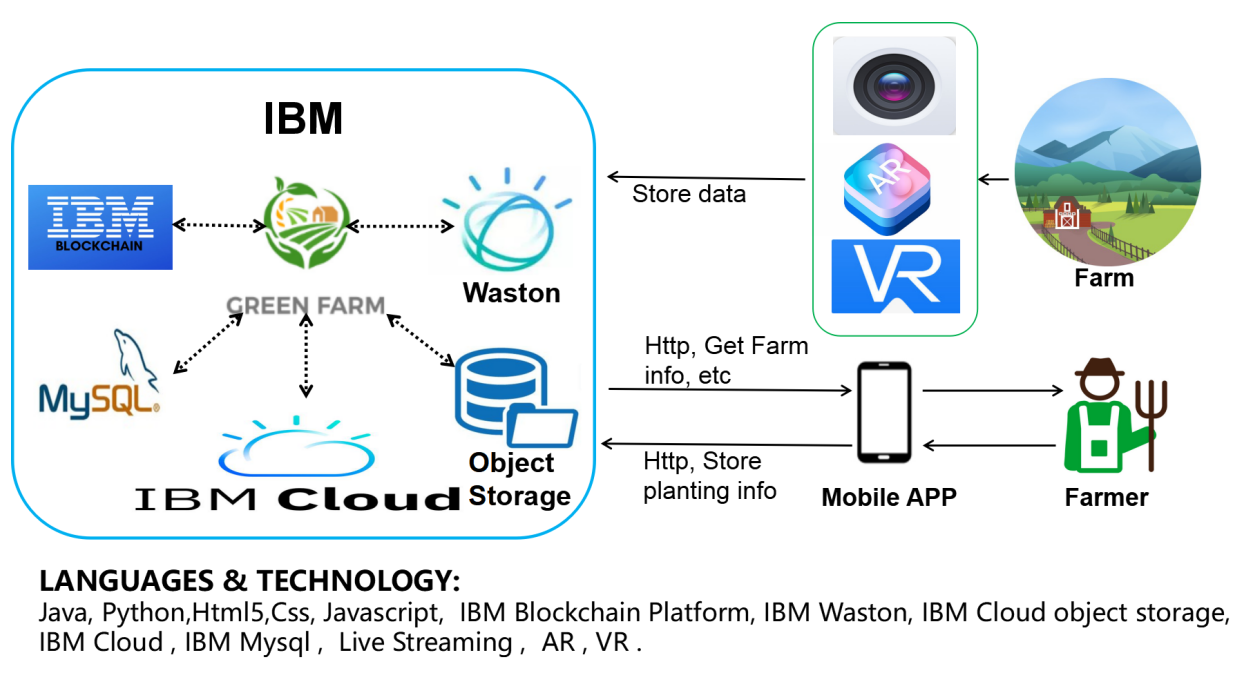 IBM
IBM
BLOCKCHAIN
GREEN FARM
Waston
MySQL®
IBM Cloud
Object
Storage
Store data
AR
VR
Farm
Http, Get Farm
info, etc
Http, Store
planting info
Mobile APP
Farmer
LANGUAGES & TECHNOLOGY:
Java, Python,Html5,Css, Javascript, IBM Blockchain Platform, IBM Waston, IBM Cloud object storage,
IBM Cloud , IBM Mysql , Live Streaming , AR , VR .